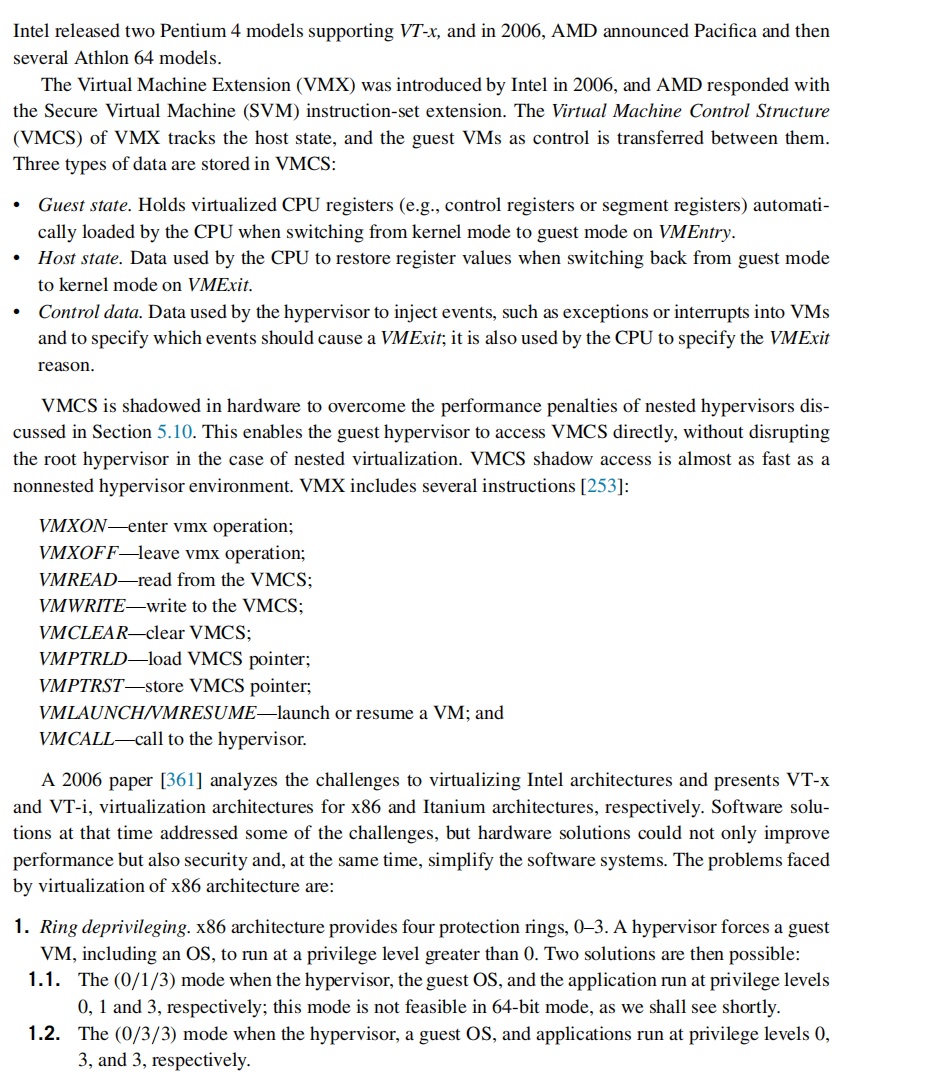 Intel released two Pentium 4 models supporting VT-x, and in 2006, AMD announced Pacifica and then
several Athlon 64 models.
The Virtual Machine Extension (VMX) was introduced by Intel in 2006, and AMD responded with
the Secure Virtual Machine (SVM) instruction-set extension. The Virtual Machine Control Structure
(VMCS) of VMX tracks the host state, and the guest VMs as control is transferred between them.
Three types of data are stored in VMCS:
• Guest state. Holds virtualized CPU registers (e.g., control registers or segment registers) automati-
cally loaded by the CPU when switching from kernel mode to guest mode on VMEntry.
• Host state. Data used by the CPU to restore register values when switching back from guest mode
to kernel mode on VMExit.
• Control data. Data used by the hypervisor to inject events, such as exceptions or interrupts into VMs
and to specify which events should cause a VMExit; it is also used by the CPU to specify the VMExit
reason.
VMCS is shadowed in hardware to overcome the performance penalties of nested hypervisors dis-
cussed in Section 5.10. This enables the guest hypervisor to access VMCS directly, without disrupting
the root hypervisor in the case of nested virtualization. VMCS shadow access is almost as fast as a
nonnested hypervisor environment. VMX includes several instructions [253]:
VMXON—enter vmx operation;
VMXOFF—leave vmx operation;
VMREAD—read from the VMCS;
VMWRITE—write to the VMCS;
VMCLEAR—clear VMCS;
VMPTRLD—load VMCS pointer;
VMPTRST—store VMCS pointer;
VMLAUNCH/VMRESUME—launch or resume a VM; and
VMCALL—call to the hypervisor.
A 2006 paper [361] analyzes the challenges to virtualizing Intel architectures and presents VT-x
and VT-i, virtualization architectures for x86 and Itanium architectures, respectively. Software solu-
tions at that time addressed some of the challenges, but hardware solutions could not only improve
performance but also security and, at the same time, simplify the software systems. The problems faced
by virtualization of x86 architecture are:
1. Ring deprivileging. x86 architecture provides four protection rings, 0–3. A hypervisor forces a guest
VM, including an OS, to run at a privilege level greater than 0. Two solutions are then possible:
1.1. The (0/1/3) mode when the hypervisor, the guest OS, and the application run at privilege levels
0, 1 and 3, respectively; this mode is not feasible in 64-bit mode, as we shall see shortly.
1.2. The (0/3/3) mode when the hypervisor, a guest OS, and applications run at privilege levels 0,
3, and 3, respectively.